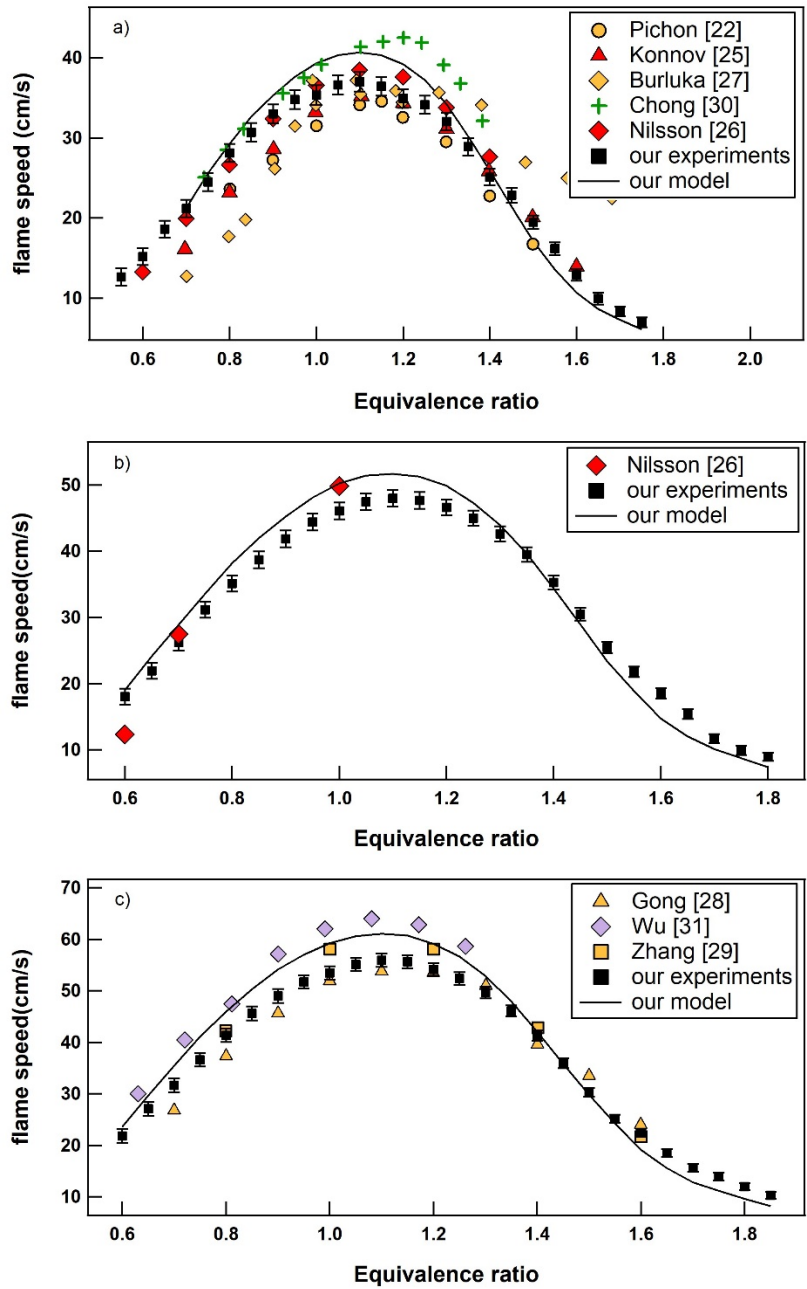 a)
Pichon [22]
Konnov [25]
Burluka [27]
Chong [30]
Nilsson [26]
our experiments
our model
40
30
20
10
flame speed (cm/s)
0.6 0.8 1.0 1.2 1.4 1.6 1.8 2.0
Equivalence ratio
b)
Nilsson [26]
our experiments
our model
50
40
30
20
10
flame speed(cm/s)
0.6 0.8 1.0 1.2 1.4 1.6 1.8
Equivalence ratio
c)
Gong [28]
Wu [31]
Zhang [29]
our experiments
our model
70
60
50
40
30
20
10
flame speed(cm/s)
0.6 0.8 1.0 1.2 1.4 1.6 1.8
Equivalence ratio